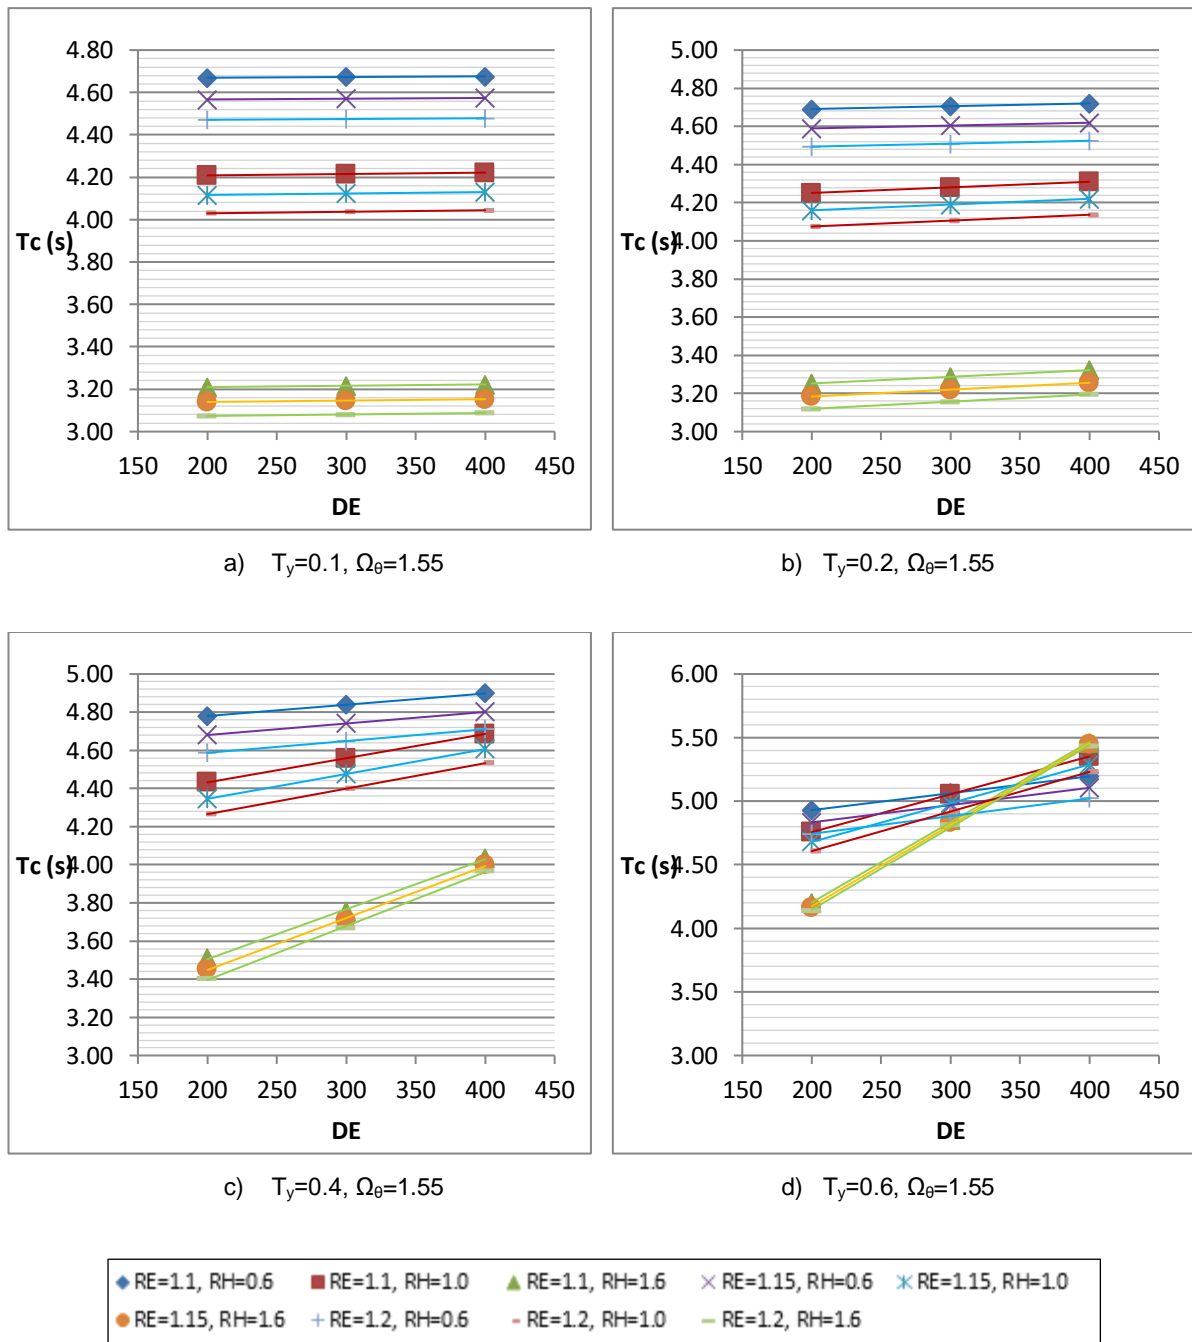 4.80
4.60
4.40
4.20
4.00
Tc (s)
3.80
3.60
3.40
3.20
3.00
150 200 250 300 350 400 450
DE
a) Ty=0.1, Ωθ=1.55
5.00
4.80
4.60
4.40
4.20
4.00
Tc (s)
3.80
3.60
3.40
3.20
3.00
150 200 250 300 350 400 450
DE
b) Ty=0.2, Ωθ=1.55
5.00
4.80
4.60
4.40
4.20
4.00
Tc (s)
3.80
3.60
3.40
3.20
3.00
150 200 250 300 350 400 450
DE
c) Ty=0.4, Ωθ=1.55
6.00
5.50
5.00
4.50
Tc (s)
4.00
3.50
3.00
150 200 250 300 350 400 450
DE
d) Ty=0.6, Ωθ=1.55
RE=1.1, RH=0.6 RE=1.1, RH=1.0 RE=1.1, RH=1.6 RE=1.15, RH=0.6 RE=1.15, RH=1.0
RE=1.15, RH=1.6 RE=1.2, RH=0.6 RE=1.2, RH=1.0 RE=1.2, RH=1.6